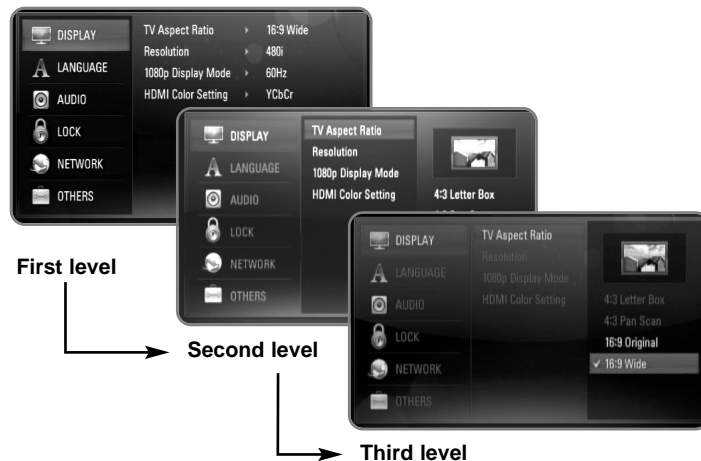 DISPLAY
LANGUAGE
AUDIO
LOCK
NETWORK
OTHERS
TV Aspect Ratio 16:9 Wide
Resolution 480i
1080p Display Mode 60Hz
HDMI Color Setting YCbCr
First level
DISPLAY
LANGUAGE
AUDIO
LOCK
NETWORK
OTHERS
TV Aspect Ratio
Resolution
1080p Display Mode
HDMI Color Setting
4:3 Letter Box
Second level
DISPLAY
LANGUAGE
AUDIO
LOCK
NETWORK
OTHERS
TV Aspect Ratio
Resolution
1080p Display Mode
HDMI Color Setting
4:3 Letter Box
4:3 Pan Scan
16:9 Original
✓ 16:9 Wide
Third level